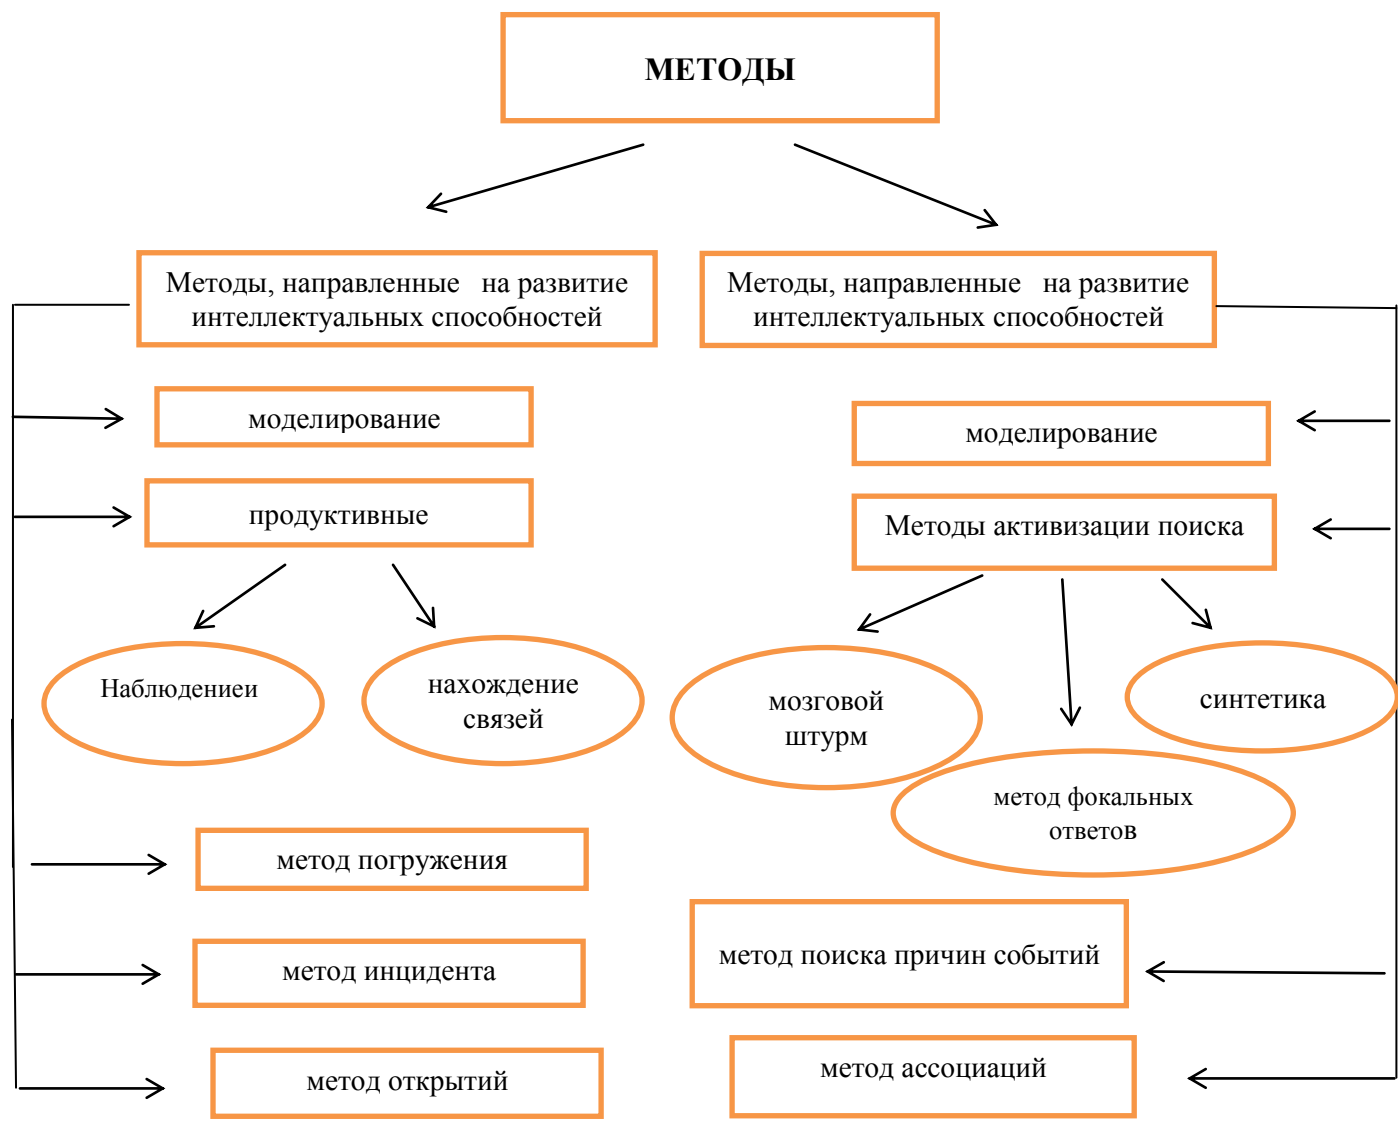 МЕТОДЫ
Методы, направленные на развитие
интеллектуальных способностей
Методы, направленные на развитие
интеллектуальных способностей
моделирование
продуктивные
Наблюдениеи
нахождение
связей
метод погружения
метод инцидента
метод открытий
моделирование
Методы активизации поиска
мозговой
штурм
метод фокальных
ответов
синтетика
метод поиска причин событий
метод ассоциаций